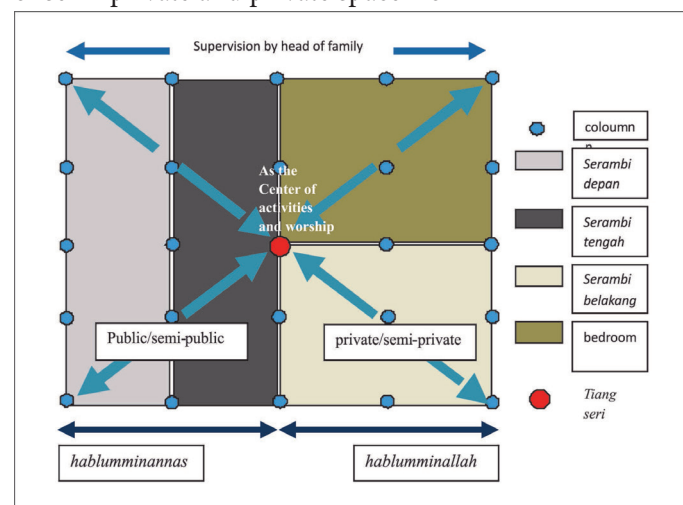 Supervision by head of family
As the
Center of
activities
and worship
Public/semi-public
private/semi-private
hablumminannas
hablumminallah
coloumn
Serambi
depan
Serambi
tengah
Serambi
belakang
bedroom
Tiang
seri